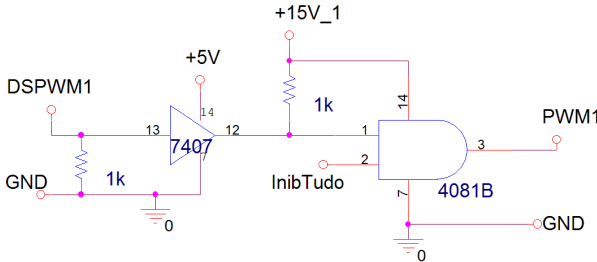 +15V_1
+5V
DSPWM1
14
1k
14
PWM1
13
7407
12
1
3
7
2
GND
1k
InibTudo
7
4081B
0
GND
0